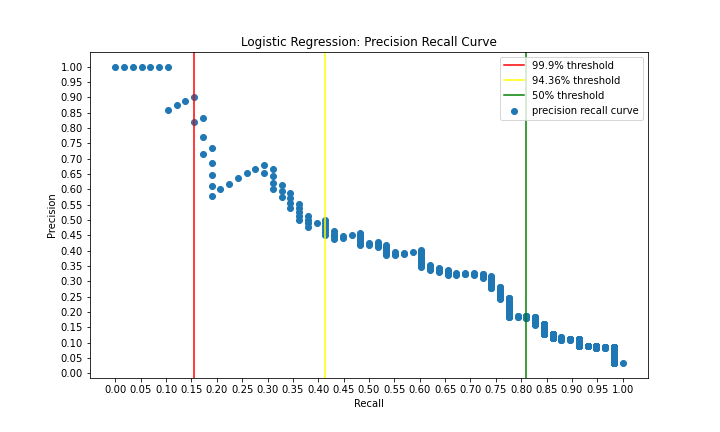 Logistic Regression: Precision Recall Curve
99.9% threshold
94.36% threshold
50% threshold
precision recall curve
Precision
1.00
0.95
0.90
0.85
0.80
0.75
0.70
0.65
0.60
0.55
0.50
0.45
0.40
0.35
0.30
0.25
0.20
0.15
0.10
0.05
0.00
0.00 0.05 0.10 0.15 0.20 0.25 0.30 0.35 0.40 0.45 0.50 0.55 0.60 0.65 0.70 0.75 0.80 0.85 0.90 0.95 1.00
Recall